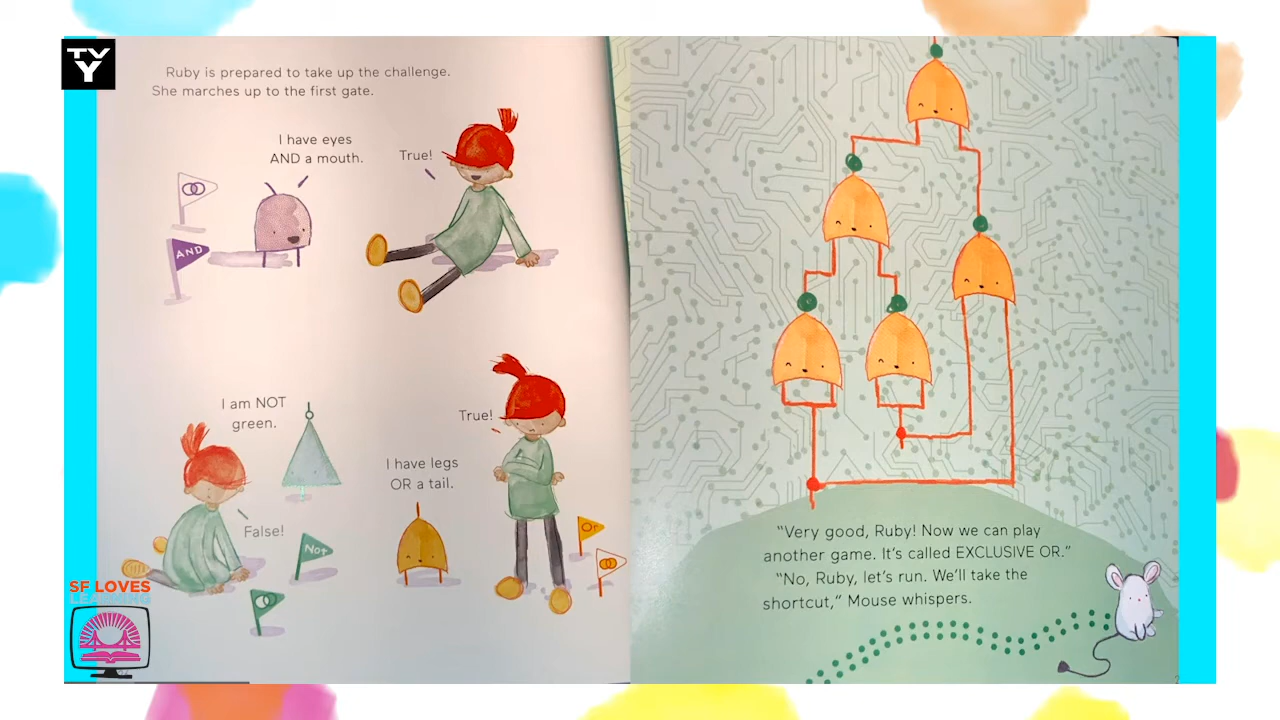 TV
Y
Ruby is prepared to take up the challenge.
She marches up to the first gate.
I have eyes
AND a mouth.
True!
AND
I am NOT
green.
False!
Not
I have legs
OR a tail.
True!
Or
"Very good, Ruby! Now we can play
another game. It's called EXCLUSIVE OR."
"No, Ruby, let's run. We'll take the
shortcut," Mouse whispers.
SF LOVES
LEARNING